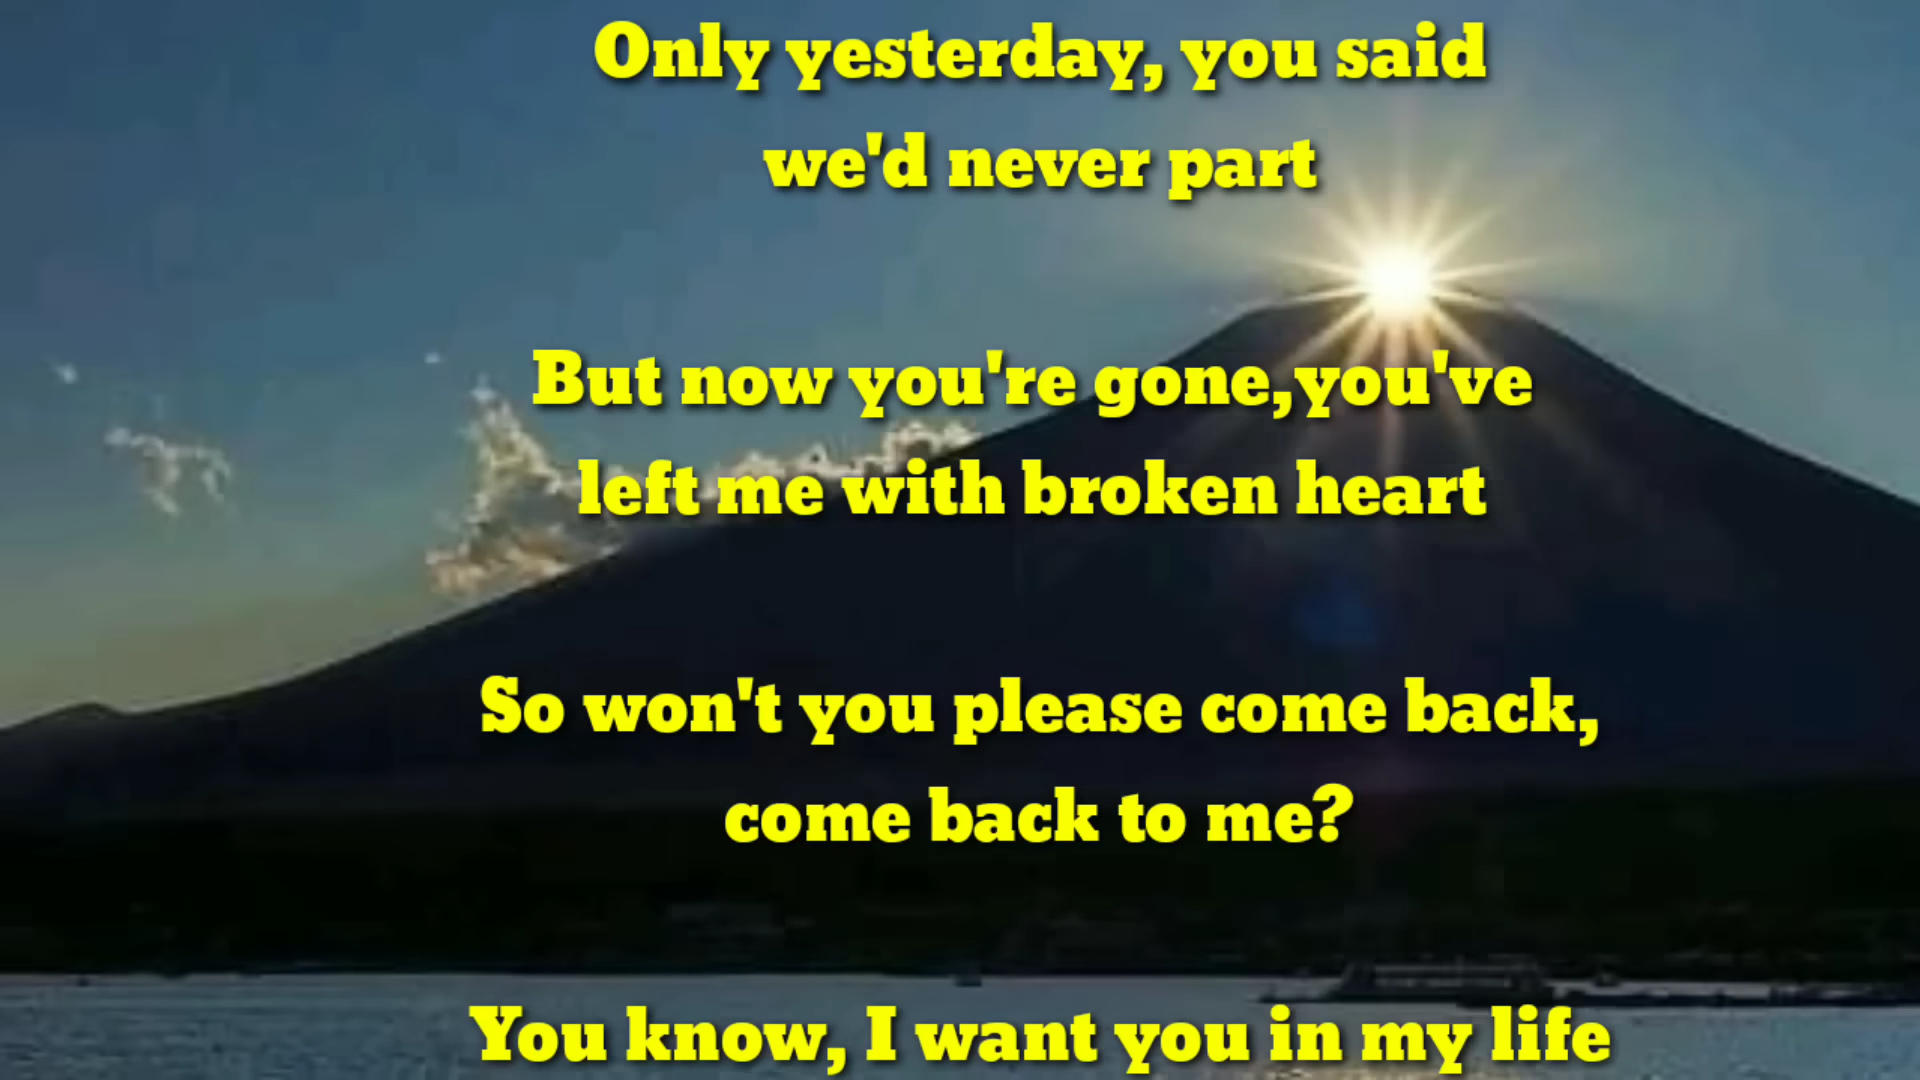 Only yesterday, you said
we'd never part
But now you're gone,you've
left me with broken heart
So won't you please come back,
come back to me?
You know, I want you in my life